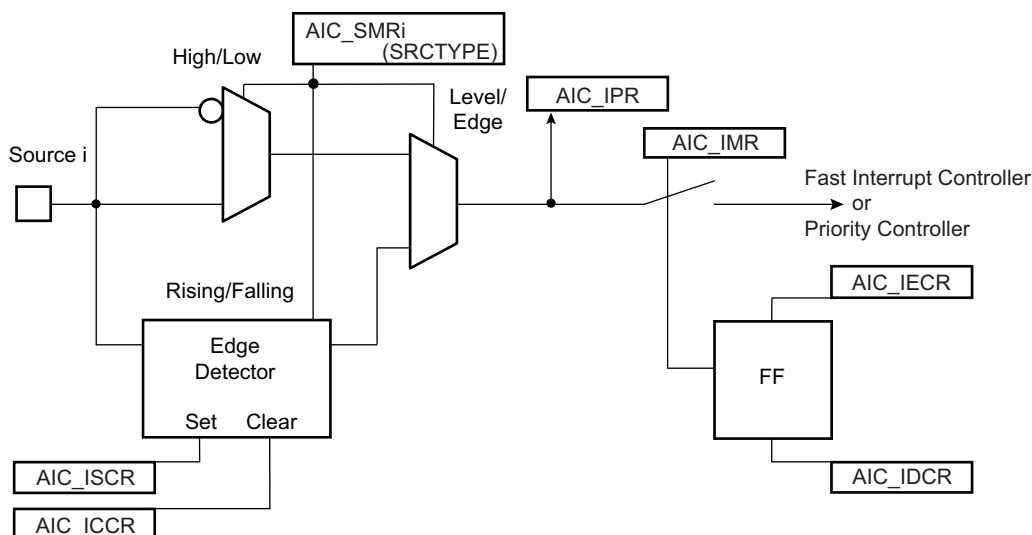 AIC_SMRi
(SRCTYPE)
High/Low
Level/
Edge
AIC_IPR
AIC_IMR
Source i
Fast Interrupt Controller
or
Priority Controller
Rising/Falling
AIC_IECR
Edge
Detector
FF
Set Clear
AIC_ISCR
AIC_IDCR
AIC_ICCR